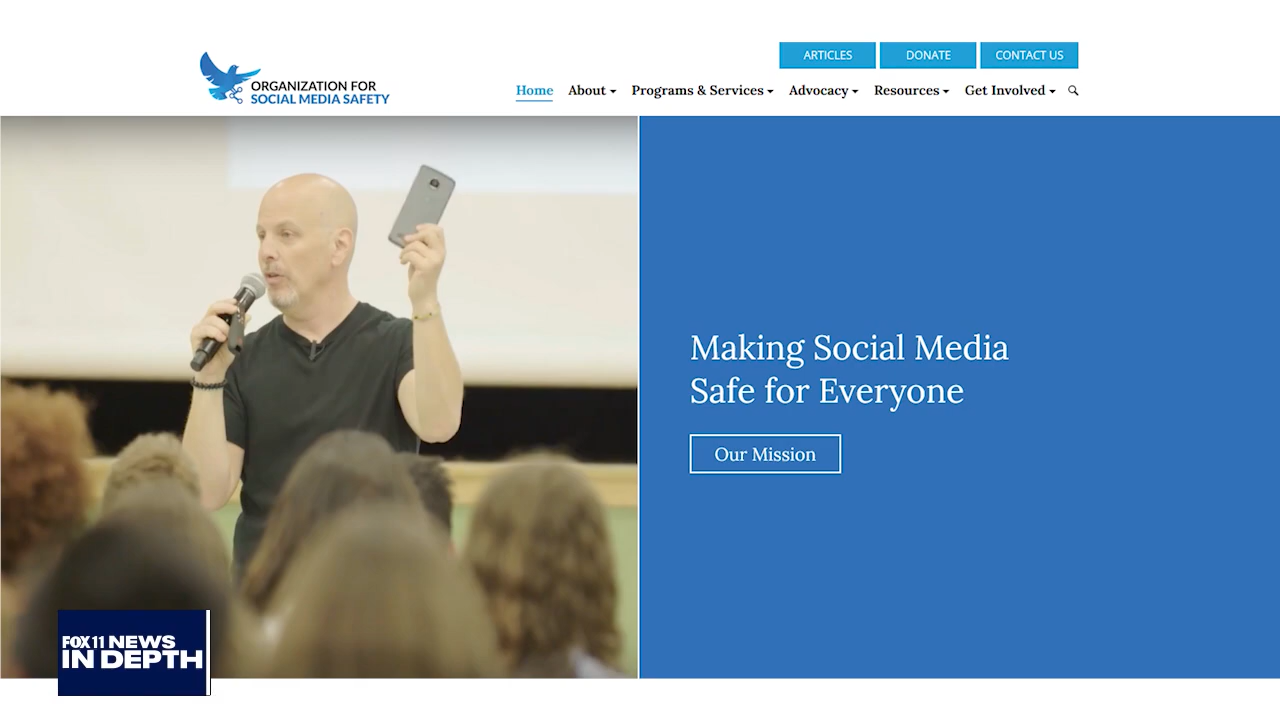 ARTICLES
DONATE
CONTACT US
ORGANIZATION FOR
SOCIAL MEDIA SAFETY
Home
About
Programs & Services
Advocacy
Resources
Get Involved
Making Social Media
Safe for Everyone
Our Mission
FOX 11 NEWS
IN DEPTH